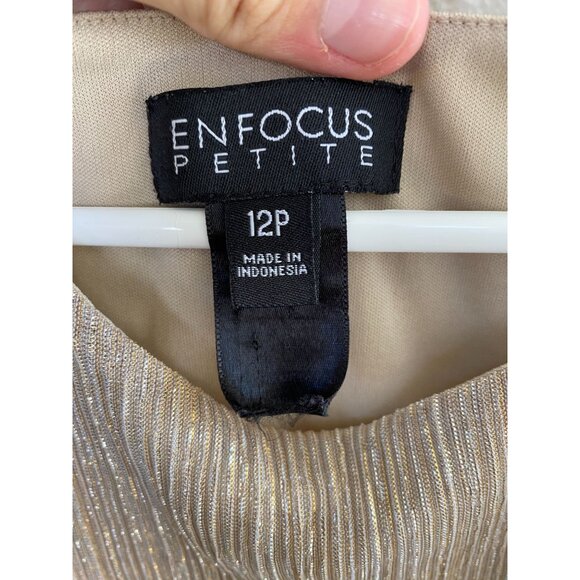 ENFOCUS
PETITE
12P
MADE IN
INDONESIA